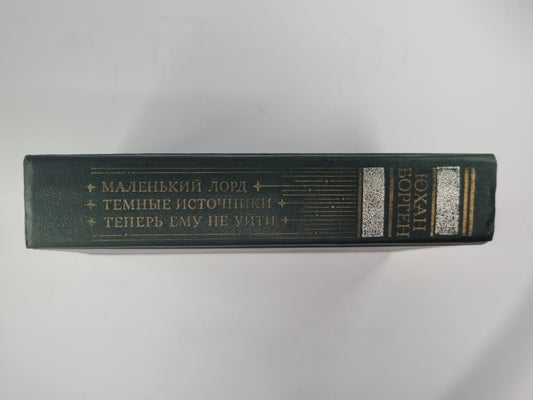 ЮХАН
БОРГЕН
МАЛЕНЬКИЙ ЛОРД
ТЕМНЫЕ ИСТОЧНИКИ
ТЕПЕРЬ ЕМУ НЕ УЙТИ